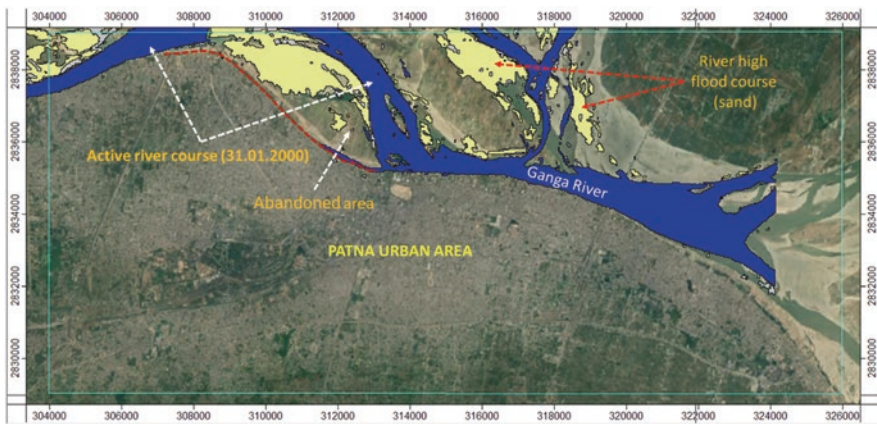 304000 306000 308000 310000 312000 314000 316000 318000 320000 322000 324000 326000
2838000
2836000
2834000
2832000
2830000
River high
flood course
(sand)
Active river course (31.01.2000)
Abandoned area
Ganga River
PATNA URBAN AREA
2838000
2836000
2834000
2832000
2830000
304000 306000 308000 310000 312000 314000 316000 318000 320000 322000 324000 326000